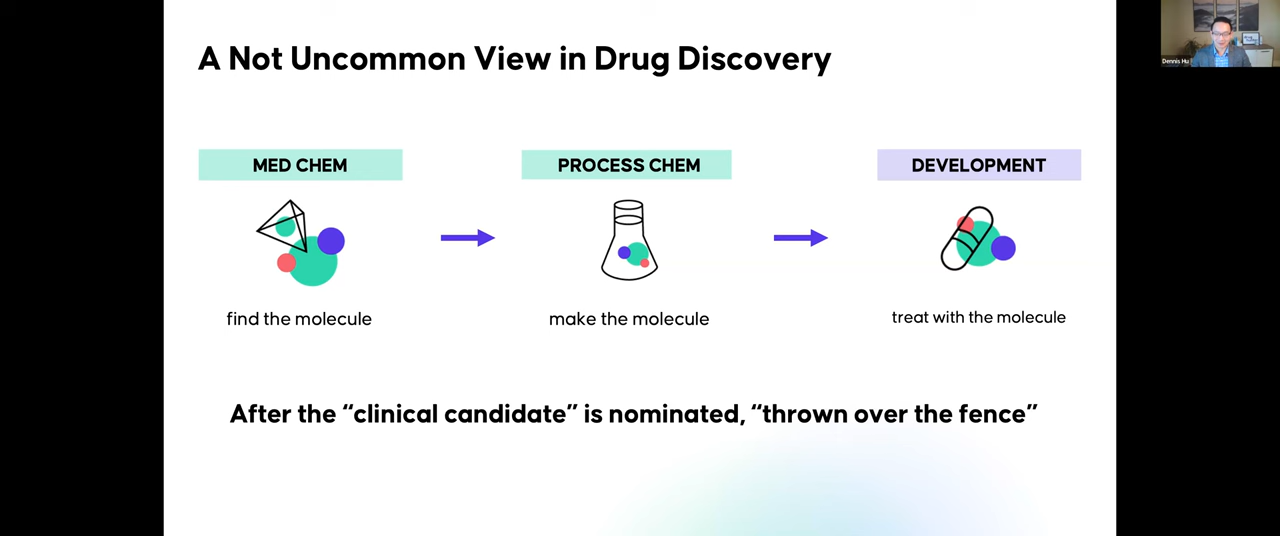 A Not Uncommon View in Drug Discovery
Dennis Hu
MED CHEM
PROCESS CHEM
DEVELOPMENT
find the molecule
make the molecule
treat with the molecule
After the “clinical candidate” is nominated, “thrown over the fence”